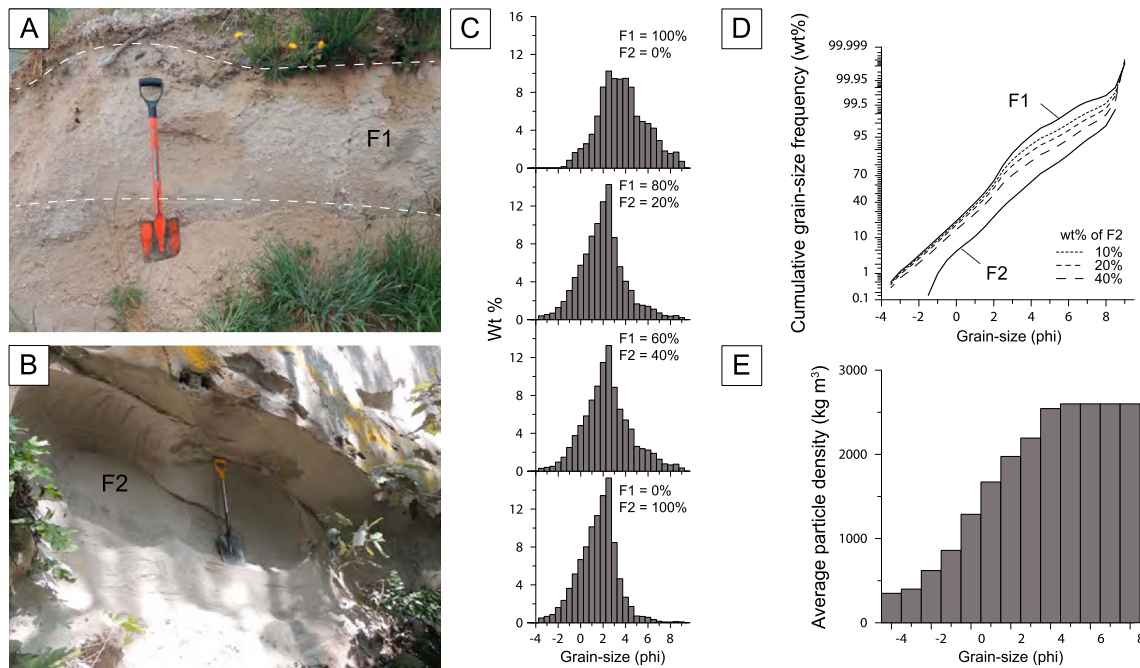 A
F1
B
F2
C
Wt %
16
12
8
4
0
F1 = 100%
F2 = 0%
12
8
4
0
F1 = 80%
F2 = 20%
12
8
4
0
F1 = 60%
F2 = 40%
12
8
4
0
F1 = 0%
F2 = 100%
-4 -2 0 2 4 6 8
Grain-size (phi)
D
Cumulative grain-size frequency (wt%)
99.999
99.95
99.5
95
70
40
10
1
0.1
F1
F2
wt% of F2
10%
20%
40%
-4 -2 0 2 4 6 8
Grain-size (phi)
E
Average particle density (kg m³)
3000
2000
1000
0
-4 -2 0 2 4 6 8
Grain-size (phi)